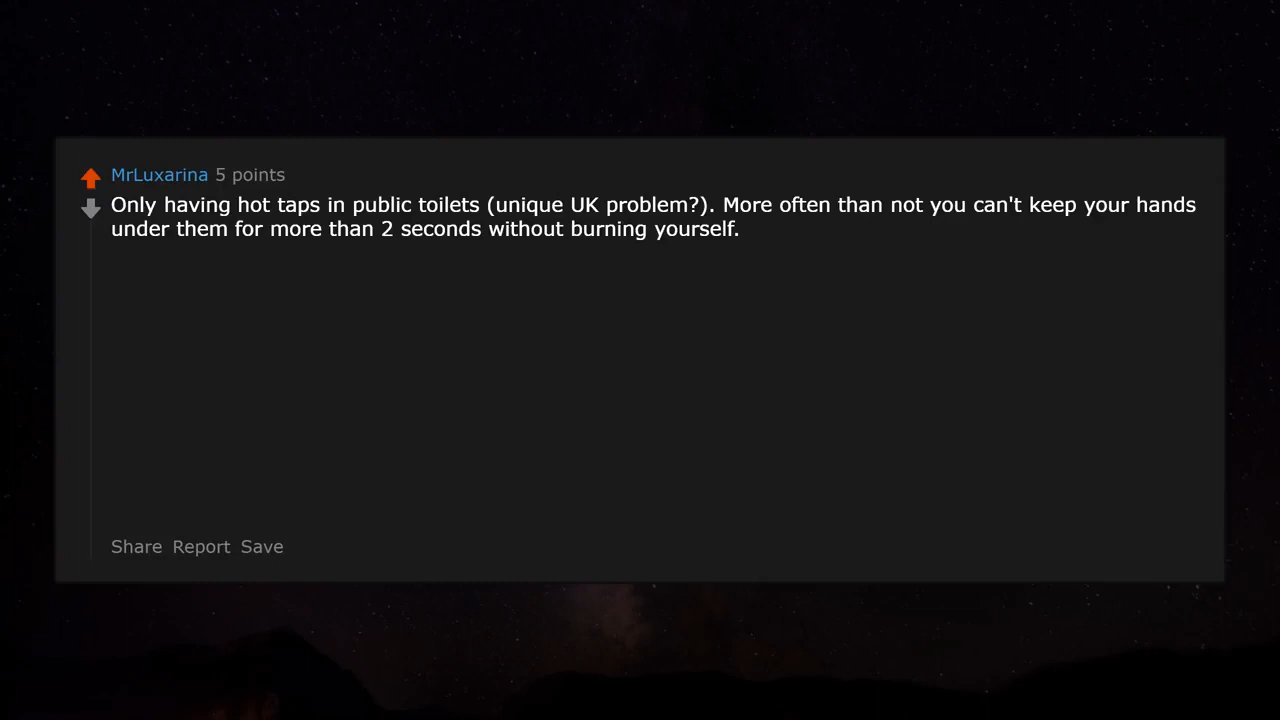 MrLuxarina 5 points
Only having hot taps in public toilets (unique UK problem?). More often than not you can't keep your hands
under them for more than 2 seconds without burning yourself.
Share Report Save